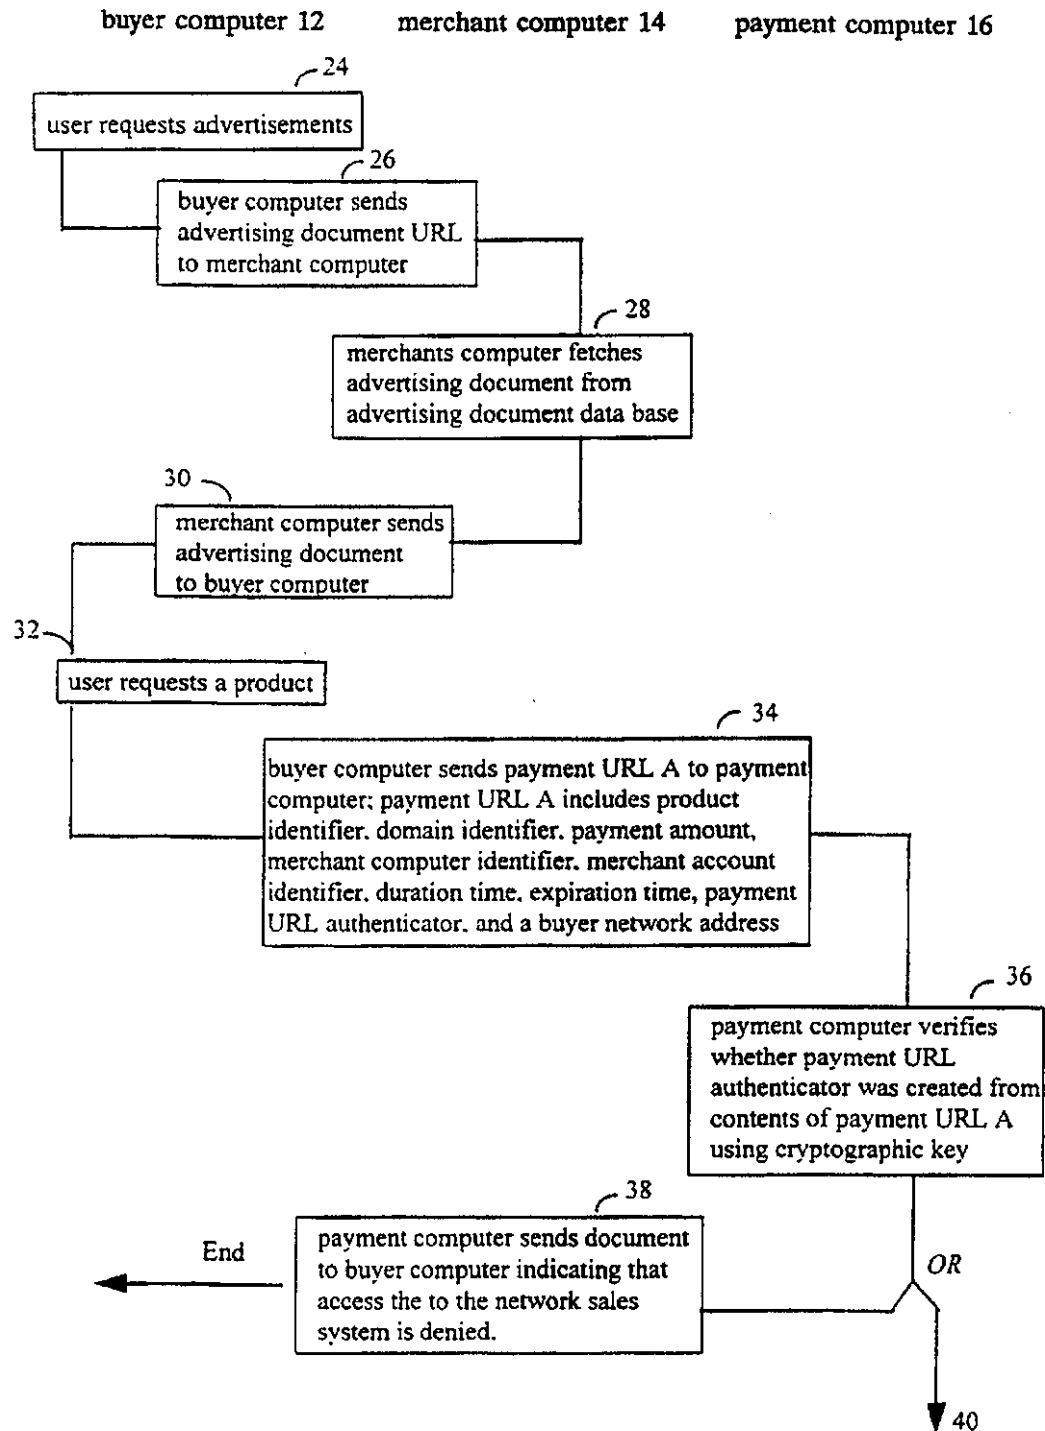 buyer computer 12 merchant computer 14 payment computer 16
24
user requests advertisements
26
buyer computer sends
advertising document URL
to merchant computer
28
merchants computer fetches
advertising document from
advertising document data base
30
merchant computer sends
advertising document
to buyer computer
32
user requests a product
34
buyer computer sends payment URL A to payment
computer; payment URL A includes product
identifier, domain identifier, payment amount,
merchant computer identifier, merchant account
identifier, duration time, expiration time, payment
URL authenticator, and a buyer network address
36
payment computer verifies
whether payment URL
authenticator was created from
contents of payment URL A
using cryptographic key
38
payment computer sends document
to buyer computer indicating that
access the to the network sales
system is denied.
End
OR
40